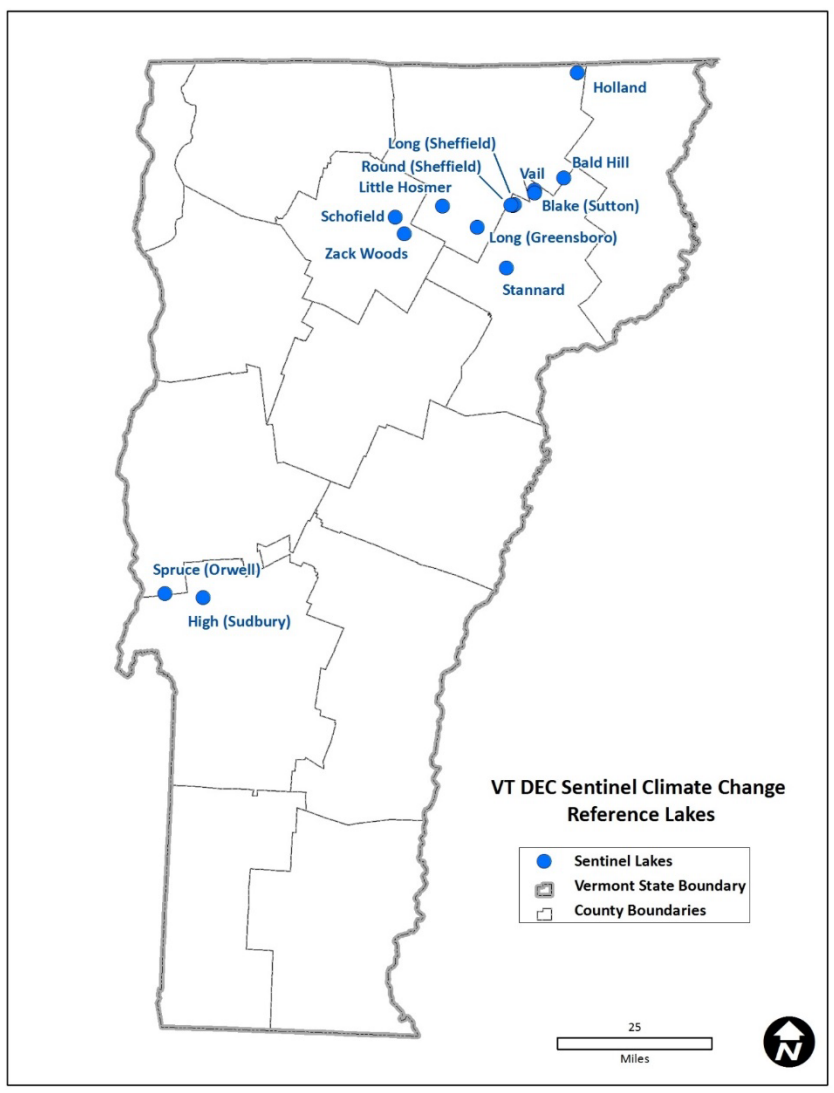 Holland
Long (Sheffield)
Round (Sheffield)
Vail
Bald Hill
Little Hosmer
Blake (Sutton)
Schofield
Long (Greensboro)
Zack Woods
Stannard
Spruce (Orwell)
High (Sudbury)
VT DEC Sentinel Climate Change
Reference Lakes
Sentinel Lakes
Vermont State Boundary
County Boundaries
25
Miles
N